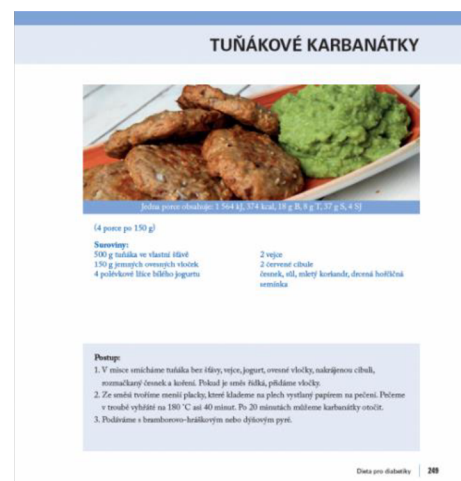 TUŇÁKOVÉ KARBANÁTKY
Jedna porce obsahuje: 1 564 kJ, 374 kcal, 18 g B, 8 g T, 37 g S, 4 SJ
(4 porce po 150 g)
Suroviny:
500 g tuňáka ve vlastní šťávě
150 g jemných ovesných vloček
4 polévkové lžíce bílého jogurtu
2 vejce
2 červené cibule
česnek, sůl, mletý koriandr, drcená hořčičná
semínka
Postup:
1. V misce smícháme tuňáka bez šťávy, vejce, jogurt, ovesné vločky, nakrájenou cibuli,
rozmačkaný česnek a koření. Pokud je směs řídká, přidáme vločky.
2. Ze směsi tvoříme menší placky, které klademe na plech vystlaný papírem na pečení. Pečeme
v troubě vyhřáté na 180 °C asi 40 minut. Po 20 minutách můžeme karbanátky otočit.
3. Podáváme s bramborovo-hráškovým nebo dýňovým pyré.
Dieta pro diabetiky 249